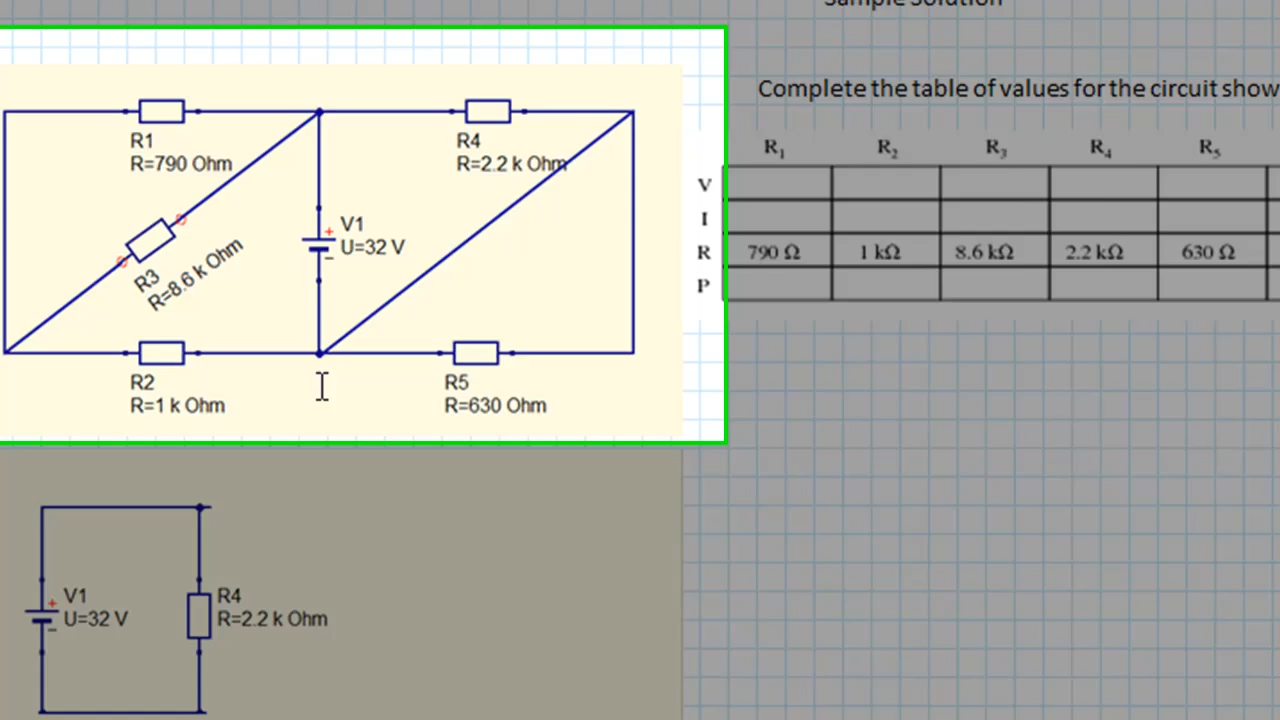 Sample Solution
Complete the table of values for the circuit show
R1
R=790 Ohm
R4
R=2.2 k Ohm
V1
U=32 V
R3
R=8.6 k Ohm
R2
R=1 k Ohm
R5
R=630 Ohm
R₁ R₂ R₃ R₄ R₅
V
I
R 790 Ω 1 kΩ 8.6 kΩ 2.2 kΩ 630 Ω
P
V1
U=32 V
R4
R=2.2 k Ohm